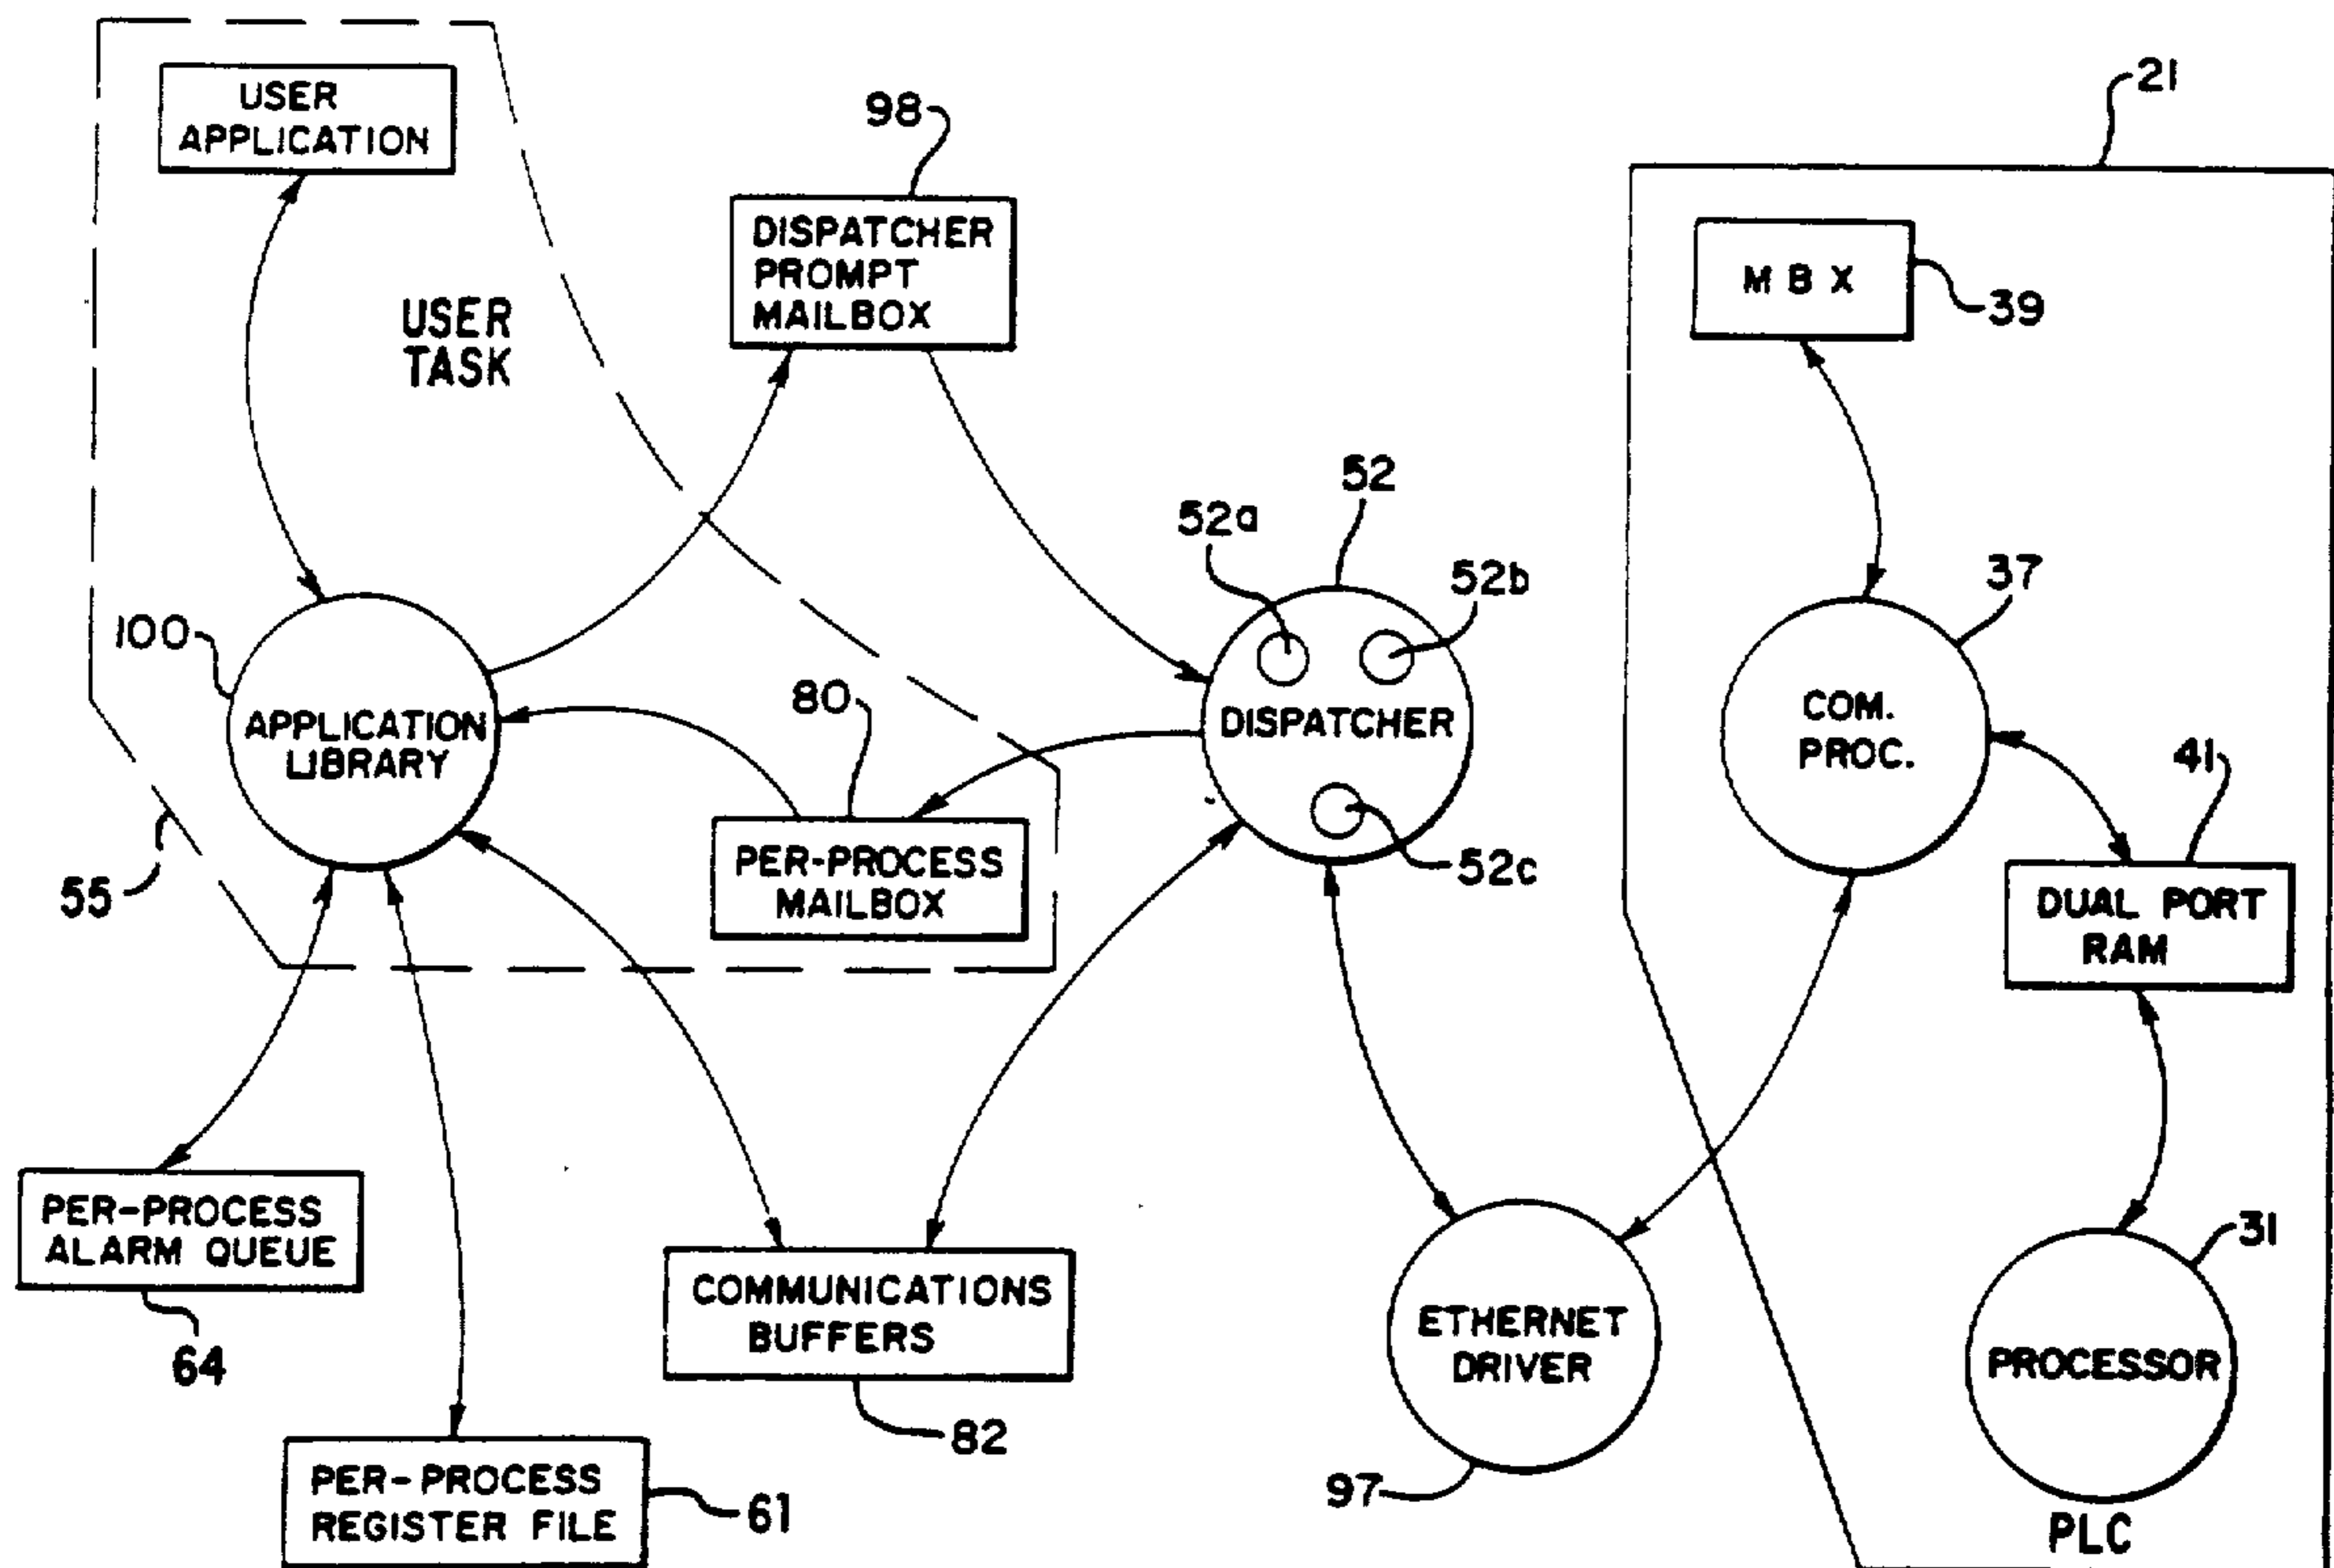 USER
APPLICATION
98
21
DISPATCHER
PROMPT
MAILBOX
M B X
39
USER
TASK
52
52a
52b
37
100
APPLICATION
LIBRARY
80
DISPATCHER
COM.
PROC.
41
55
PER-PROCESS
MAILBOX
52c
DUAL PORT
RAM
PER-PROCESS
ALARM QUEUE
64
COMMUNICATIONS
BUFFERS
82
ETHERNET
DRIVER
97
31
PROCESSOR
PER-PROCESS
REGISTER FILE
61
PLC